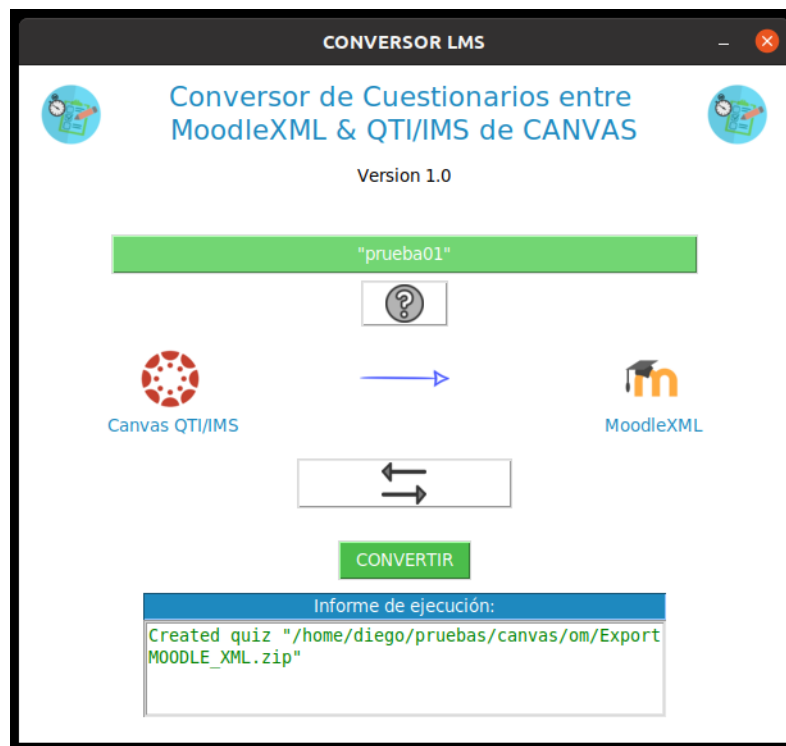 CONVERSOR LMS
Conversor de Cuestionarios entre
MoodleXML & QTI/IMS de CANVAS
Version 1.0
"prueba01"
Canvas QTI/IMS
MoodleXML
CONVERTIR
Informe de ejecución:
Created quiz "/home/diego/pruebas/canvas/om/Export
MOODLE_XML.zip"